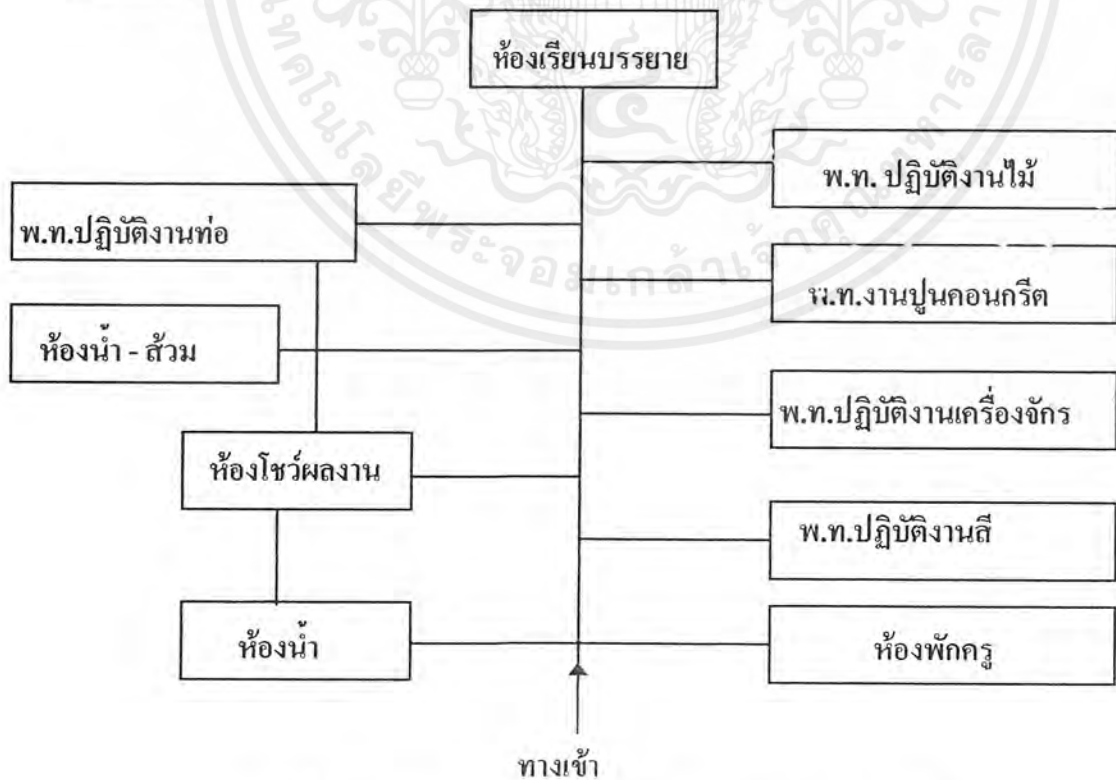 ห้องเรียนบรรยาย
พ.ท. ปฏิบัติงานไม้
พ.ท.ปฏิบัติงานท่อ
พ.ท.งานปูนคอนกรีต
ห้องน้ำ - ส้วม
พ.ท.ปฏิบัติงานเครื่องจักร
ห้องโชว์ผลงาน
พ.ท.ปฏิบัติงานสี
ห้องน้ำ
ห้องพักครู
ทางเข้า